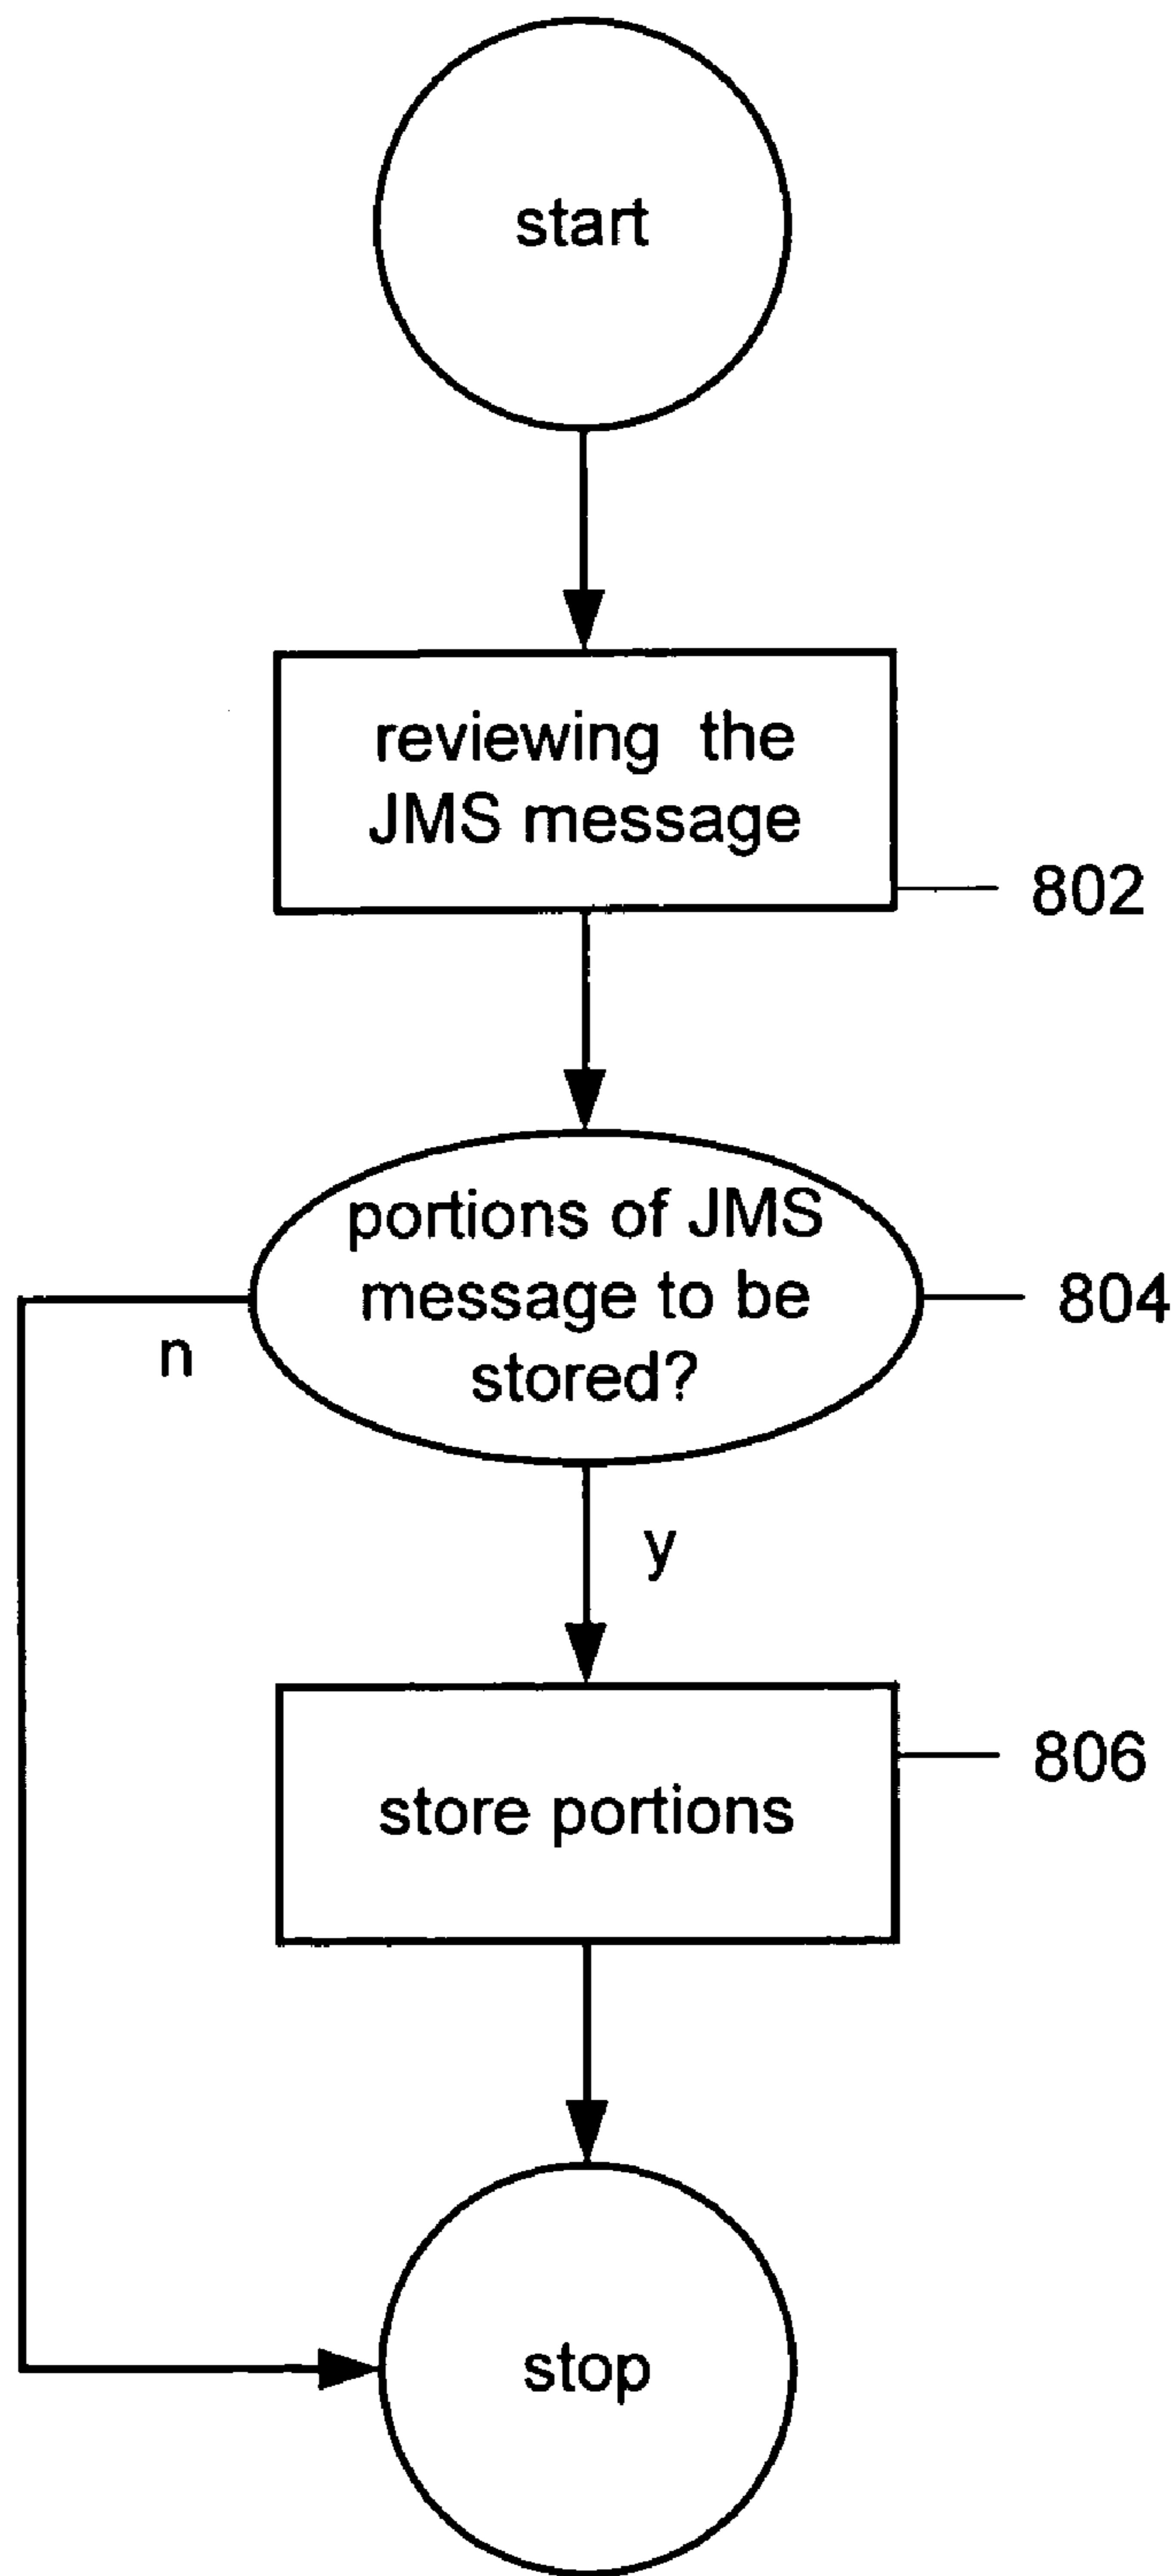 start
reviewing the
JMS message
802
portions of JMS
message to be
stored?
804
n
y
806
store portions
stop